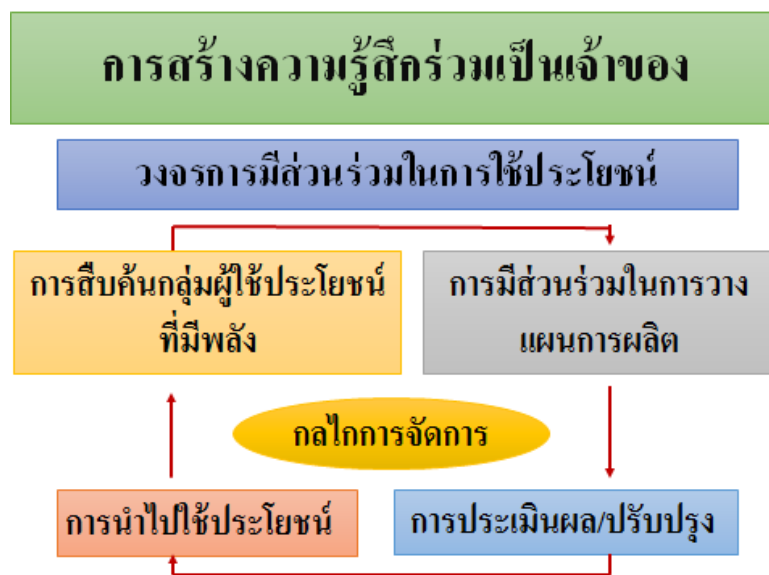 การสร้างความรู้สึกร่วมเป็นเจ้าของ
วงจรการมีส่วนร่วมในการใช้ประโยชน์
การสืบค้นกลุ่มผู้ใช้ประโยชน์
ที่มีพลัง
การมีส่วนร่วมในการวาง
แผนการผลิต
กลไกการจัดการ
การนำไปใช้ประโยชน์
การประเมินผล/ปรับปรุง